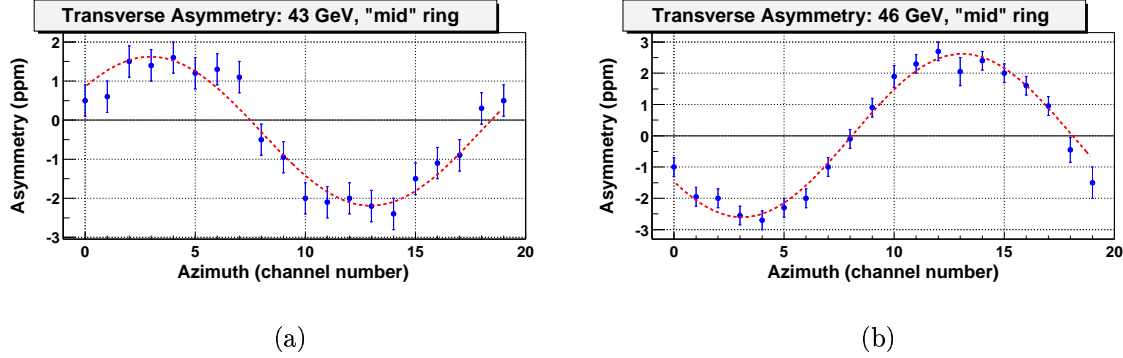 Transverse Asymmetry: 43 GeV, "mid" ring
Asymmetry (ppm)
2
1
0
-1
-2
-3
0 5 10 15 20
Azimuth (channel number)
(a)
Transverse Asymmetry: 46 GeV, "mid" ring
Asymmetry (ppm)
3
2
1
0
-1
-2
-3
0 5 10 15 20
Azimuth (channel number)
(b)